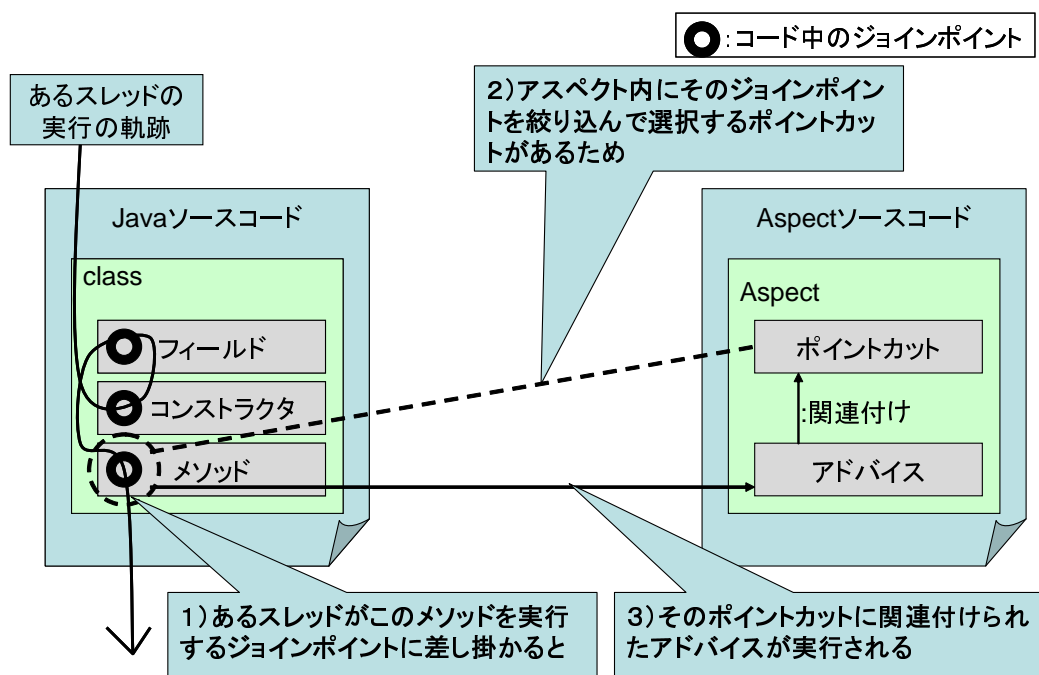 ：コード中のジョインポイント
あるスレッドの
実行の軌跡
２）アスペクト内にそのジョインポイン
トを絞り込んで選択するポイントカッ
トがあるため
Javaソースコード
class
フィールド
コンストラクタ
メソッド
Aspectソースコード
Aspect
ポイントカット
:関連付け
アドバイス
１）あるスレッドがこのメソッドを実行
するジョインポイントに差し掛かると
３）そのポイントカットに関連付けられ
たアドバイスが実行される